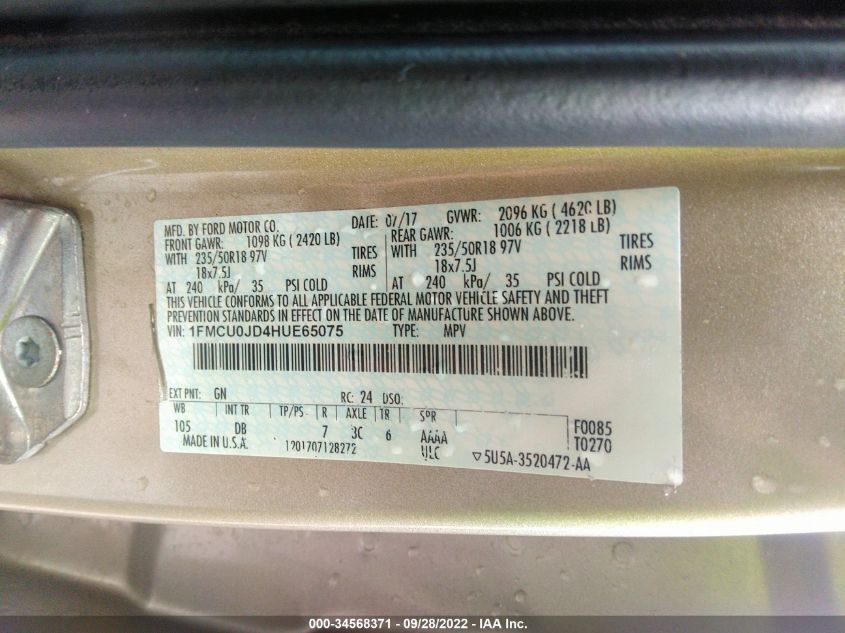 MFD. BY FORD MOTOR CO. DATE: 07/17 GVWR: 2096 KG ( 4620 LB)
FRONT GAWR: 1098 KG ( 2420 LB) REAR GAWR: 1006 KG ( 2218 LB)
WITH 235/50R18 97V TIRES WITH 235/50R18 97V TIRES
18x7.5J RIMS 18x7.5J RIMS
AT 240 kPa/ 35 PSI COLD AT 240 kPa/ 35 PSI COLD
THIS VEHICLE CONFORMS TO ALL APPLICABLE FEDERAL MOTOR VEHICLE SAFETY AND THEFT
PREVENTION STANDARDS IN EFFECT ON THE DATE OF MANUFACTURE SHOWN ABOVE.
VIN: 1FMCU0JD4HUE65075 TYPE: MPV
EXT PNT: GN RC: 24 DSO:
WB INT TR TP/PS R AXLE TR SPR F0085
105 DB 7 3C 6 AAAA T0270
MADE IN U.S.A. 1201707128272 ULC ▽5U5A-3520472-AA
000-34568371 | 09/28/2022 - IAA Inc.